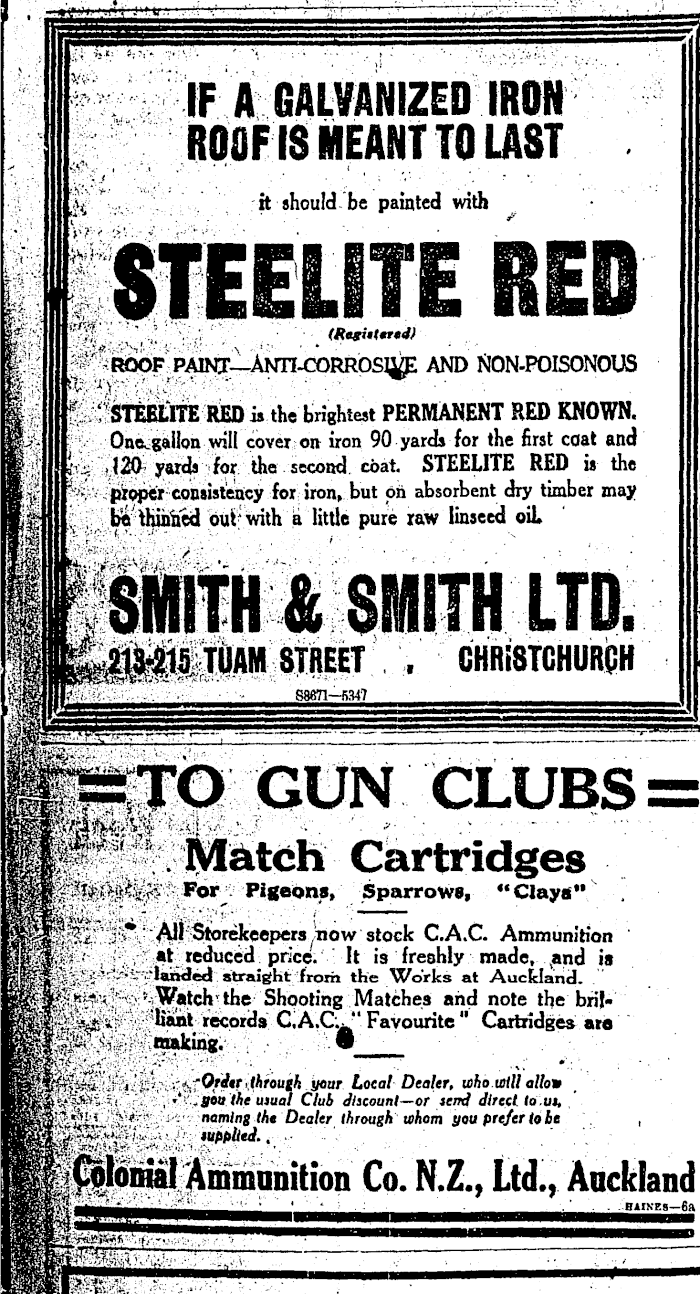 IF A GALVANIZED IRON
ROOF IS MEANT TO LAST
it should be painted with
STEELITE RED
(Registered)
ROOF PAINT—ANTI-CORROSIVE AND NON-POISONOUS
STEELITE RED is the brightest PERMANENT RED KNOWN.
One gallon will cover on iron 90 yards for the first coat and
120 yards for the second coat. STEELITE RED is the
proper consistency for iron, but on absorbent dry timber may
be thinned out with a little pure raw linseed oil.
SMITH & SMITH LTD.
213-215 TUAM STREET . CHRISTCHURCH
S8671—5347
=TO GUN CLUBS=
Match Cartridges
For Pigeons, Sparrows, "Clays"
All Storekeepers now stock C.A.C. Ammunition
at reduced price. It is freshly made, and is
landed straight from the Works at Auckland.
Watch the Shooting Matches and note the bril-
liant records C.A.C. "Favourite" Cartridges are
making.
Order through your Local Dealer, who will allow
you the usual Club discount—or send direct to us,
naming the Dealer through whom you prefer to be
supplied.
Colonial Ammunition Co. N.Z., Ltd., Auckland
HAINES—6a